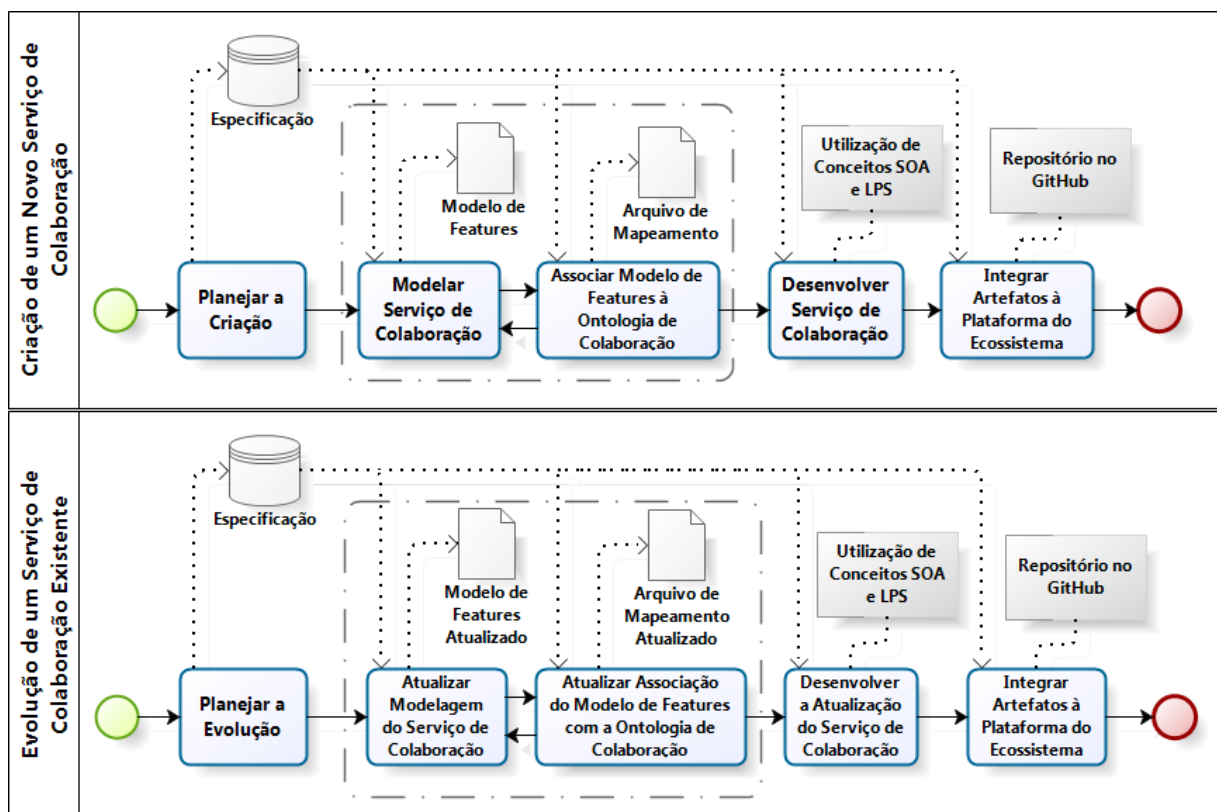 Criação de um Novo Serviço de
Colaboração
Especificação
Modelo de
Features
Arquivo de
Mapeamento
Utilização de
Conceitos SOA
e LPS
Repositório no
GitHub
Planejar a
Criação
Modelar
Serviço de
Colaboração
Associar Modelo de
Features à
Ontologia de
Colaboração
Desenvolver
Serviço de
Colaboração
Integrar
Artefatos à
Plataforma do
Ecossistema
Evolução de um Serviço de
Colaboração Existente
Especificação
Modelo de
Features
Atualizado
Arquivo de
Mapeamento
Atualizado
Utilização de
Conceitos SOA
e LPS
Repositório no
GitHub
Planejar a
Evolução
Atualizar
Modelagem
do Serviço de
Colaboração
Atualizar Associação
do Modelo de Features
com a Ontologia de
Colaboração
Desenvolver
a Atualização
do Serviço de
Colaboração
Integrar
Artefatos à
Plataforma do
Ecossistema